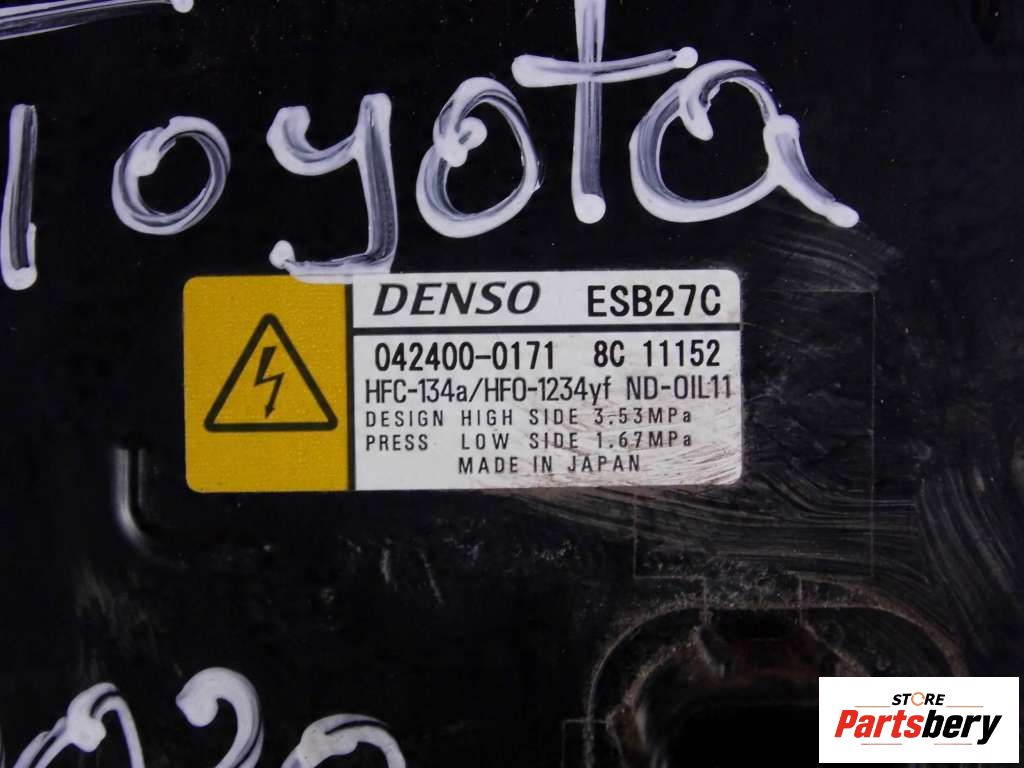 Toyota
DENSO ESB27C
042400-0171 8C 11152
HFC-134a/HFO-1234yf ND-OIL11
DESIGN HIGH SIDE 3.53MPa
PRESS LOW SIDE 1.67MPa
MADE IN JAPAN
STORE
Partsbery